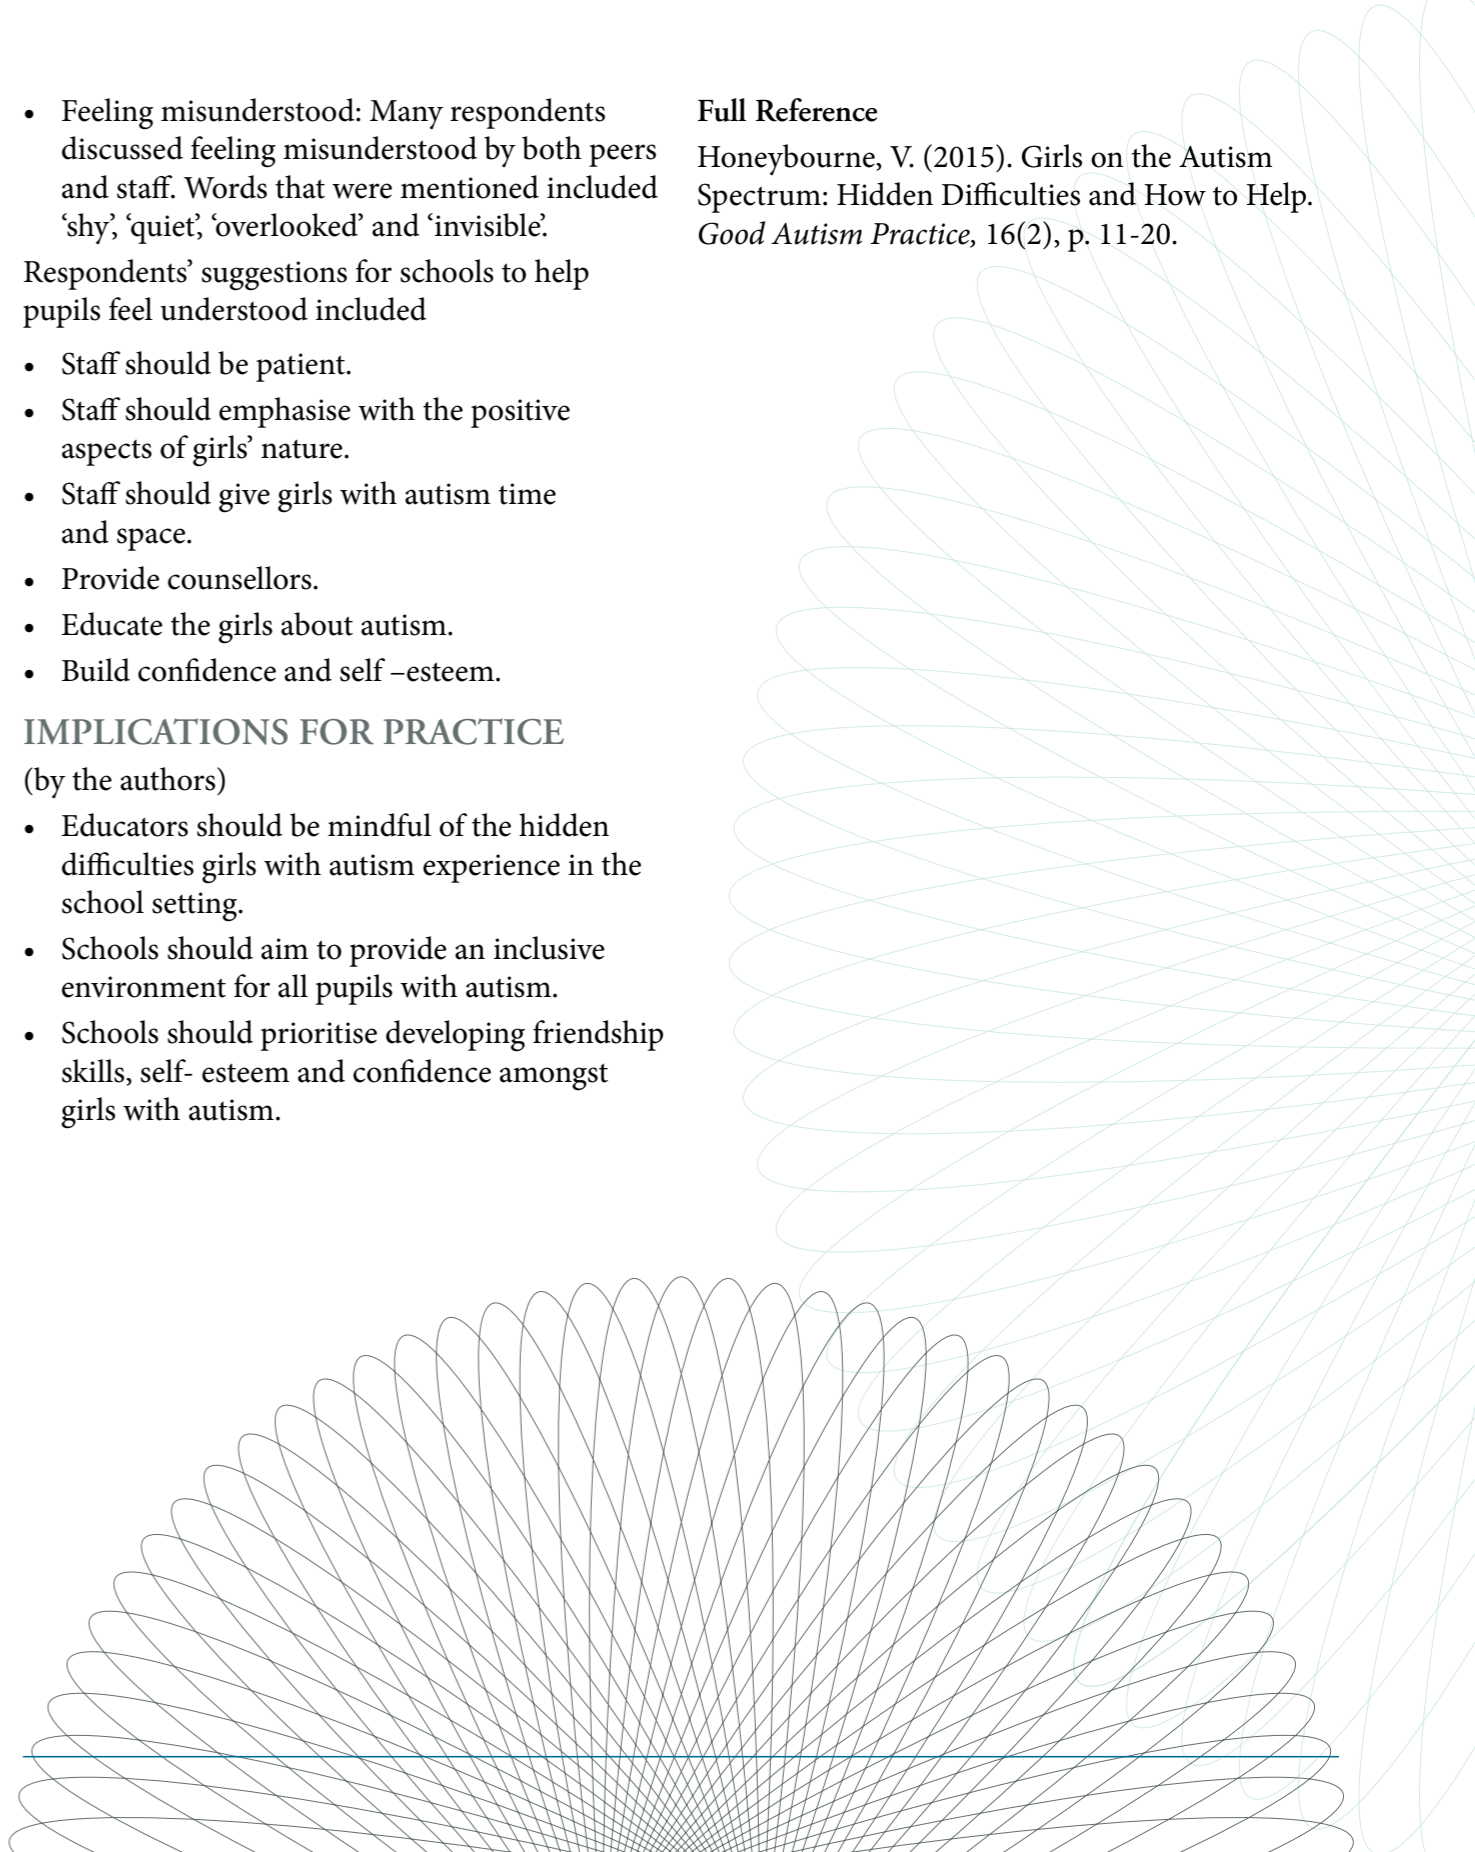 • Feeling misunderstood: Many respondents
discussed feeling misunderstood by both peers
and staff. Words that were mentioned included
‘shy’, ‘quiet’, ‘overlooked’ and ‘invisible’.
Respondents’ suggestions for schools to help
pupils feel understood included
• Staff should be patient.
• Staff should emphasise with the positive
aspects of girls’ nature.
• Staff should give girls with autism time
and space.
• Provide counsellors.
• Educate the girls about autism.
• Build confidence and self –esteem.
IMPLICATIONS FOR PRACTICE
(by the authors)
• Educators should be mindful of the hidden
difficulties girls with autism experience in the
school setting.
• Schools should aim to provide an inclusive
environment for all pupils with autism.
• Schools should prioritise developing friendship
skills, self- esteem and confidence amongst
girls with autism.
Full Reference
Honeybourne, V. (2015). Girls on the Autism
Spectrum: Hidden Difficulties and How to Help.
Good Autism Practice, 16(2), p. 11-20.